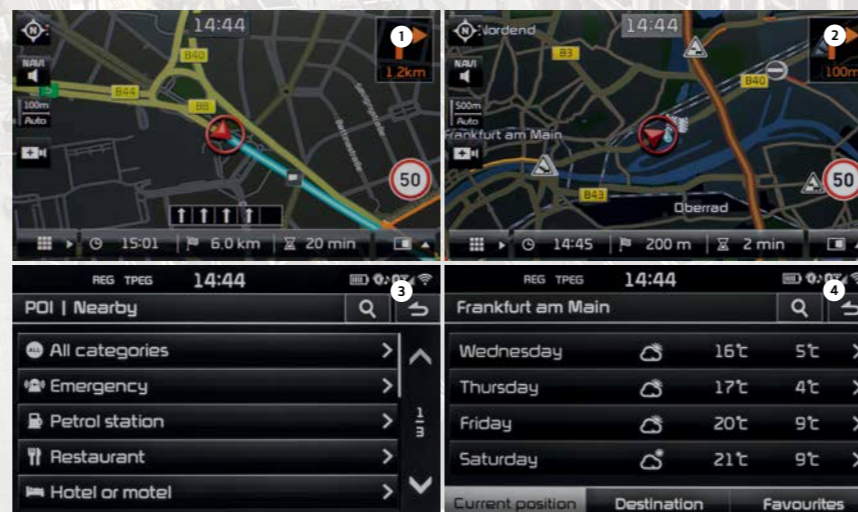 14:44
1
1,2km
NAVI
B40
B44
B8
100m
Auto
50
15:01
6.0 km
20 min
14:44
2
100m
Nordend
B3
NAVI
B40
500m
Auto
Frankfurt am Main
50
B43
Oberrad
14:45
200 m
2 min
REG TPEG
14:44
3
POI | Nearby
ALL All categories
Emergency
Petrol station
Restaurant
Hotel or motel
1
3
REG TPEG
14:44
4
Frankfurt am Main
Wednesday 16℃ 5℃
Thursday 17℃ 4℃
Friday 20℃ 9℃
Saturday 21℃ 9℃
Current position Destination Favourites